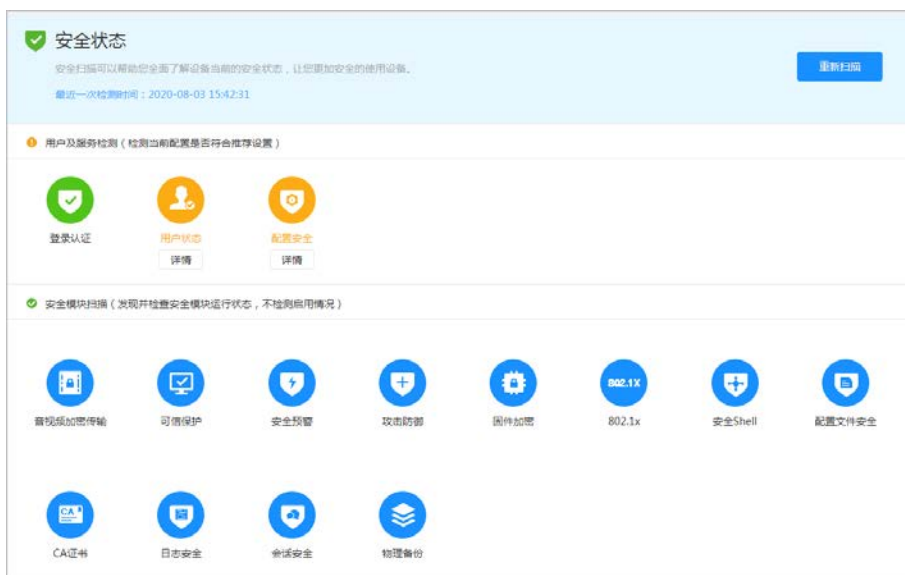 安全状态
安全扫描可以帮助您全面了解设备当前的安全状态，让您更加安全的使用设备。
重新扫描
最近一次检测时间：2020-08-03 15:42:31
用户及服务检测（检测当前配置是否符合推荐设置）
登录认证 用户状态 配置安全
详情 详情
安全模块扫描（发现并检查安全模块运行状态，不检测启用情况）
802.1X
音视频加密传输 可信保护 安全预警 攻击防御 固件加密 802.1x 安全Shell 配置文件安全
CA
CA证书 日志安全 会话安全 物理备份